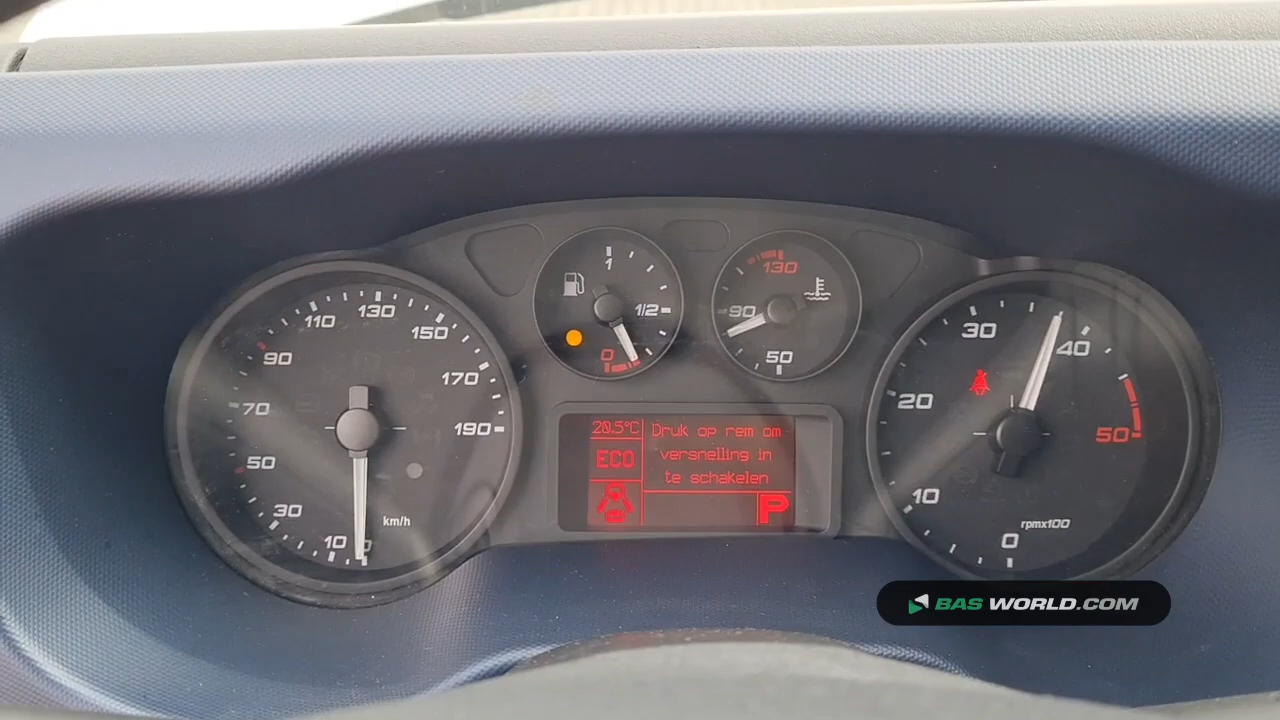 110
130
150
90
170
70
190
50
30
10
0
km/h
1
1/2
0
130
90
50
20.5°C
ECO
Druk op rem om
versnelling in
te schakelen
P
30
40
20
50
10
rpmx100
0
BAS WORLD.COM